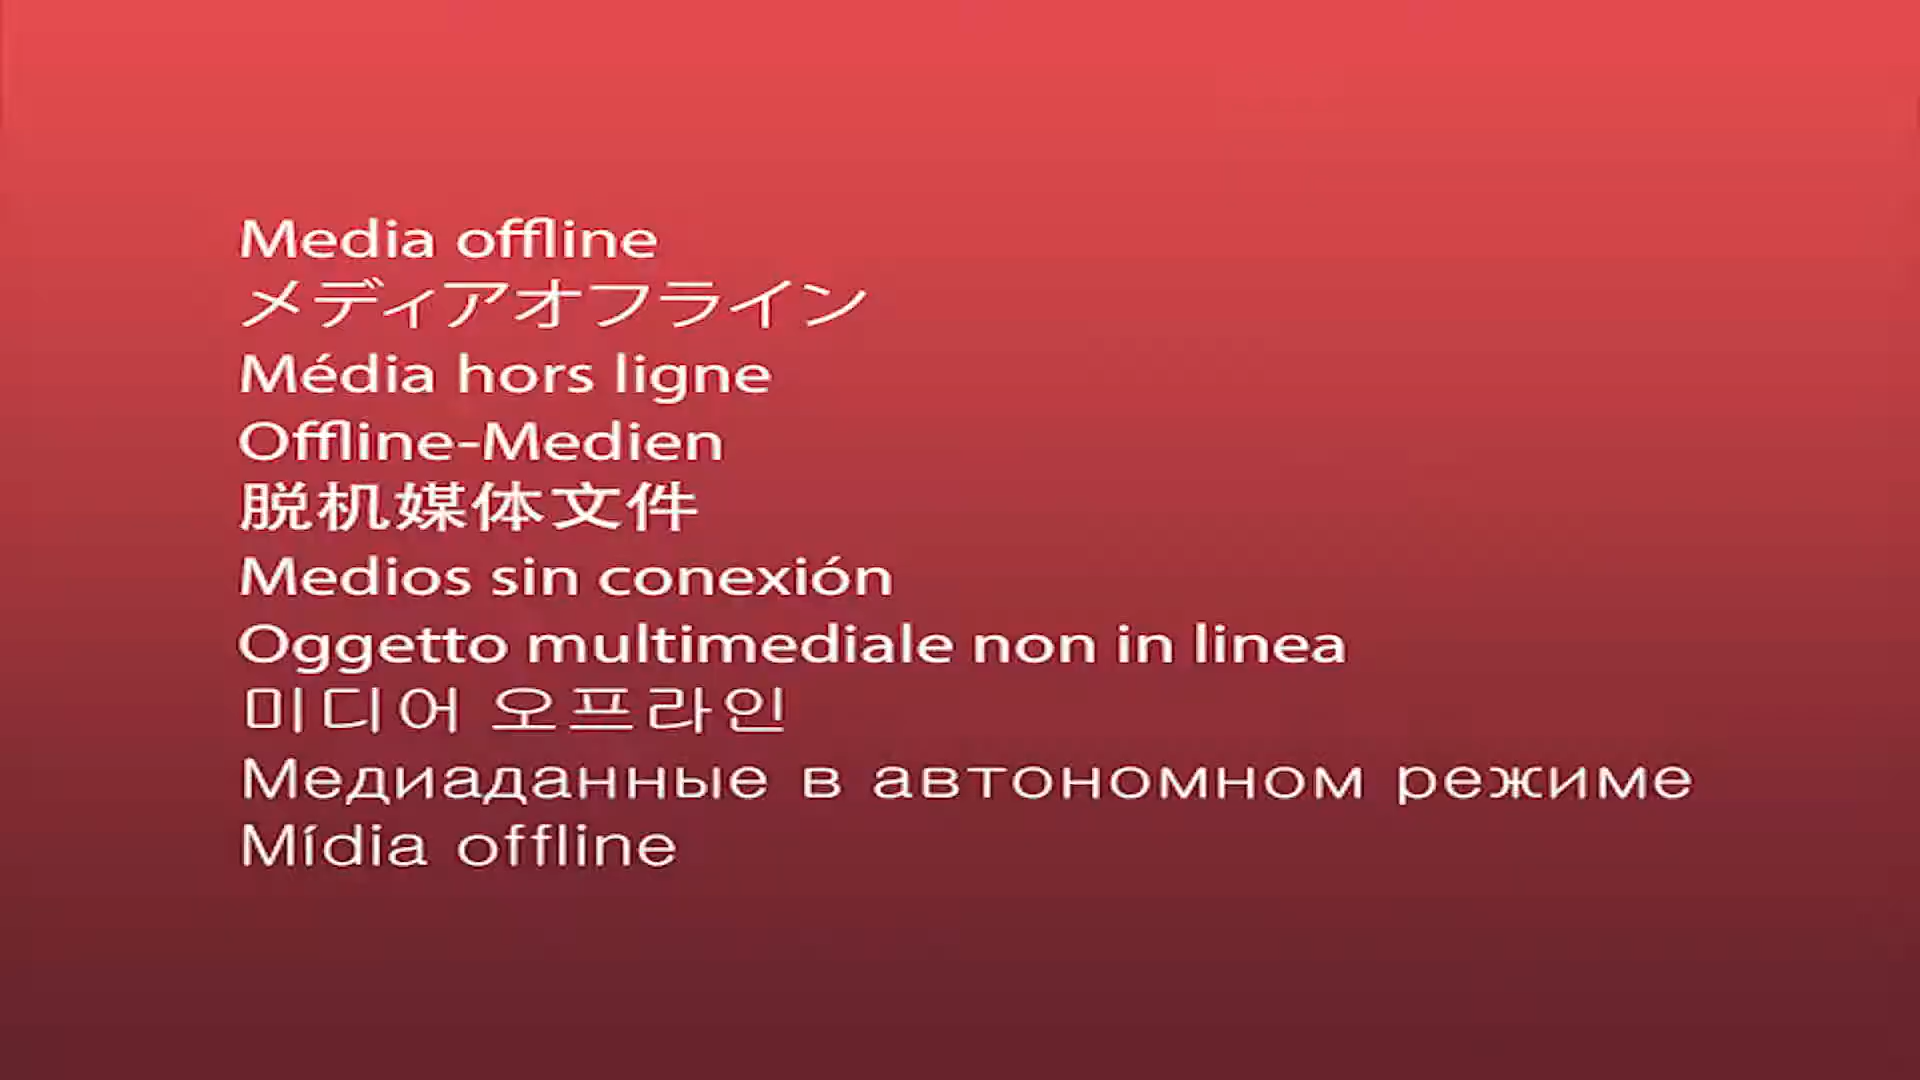 Media offline
メディアオフライン
Média hors ligne
Offline-Medien
脱机媒体文件
Medios sin conexión
Oggetto multimediale non in linea
미디어 오프라인
Медиаданные в автономном режиме
Mídia offline